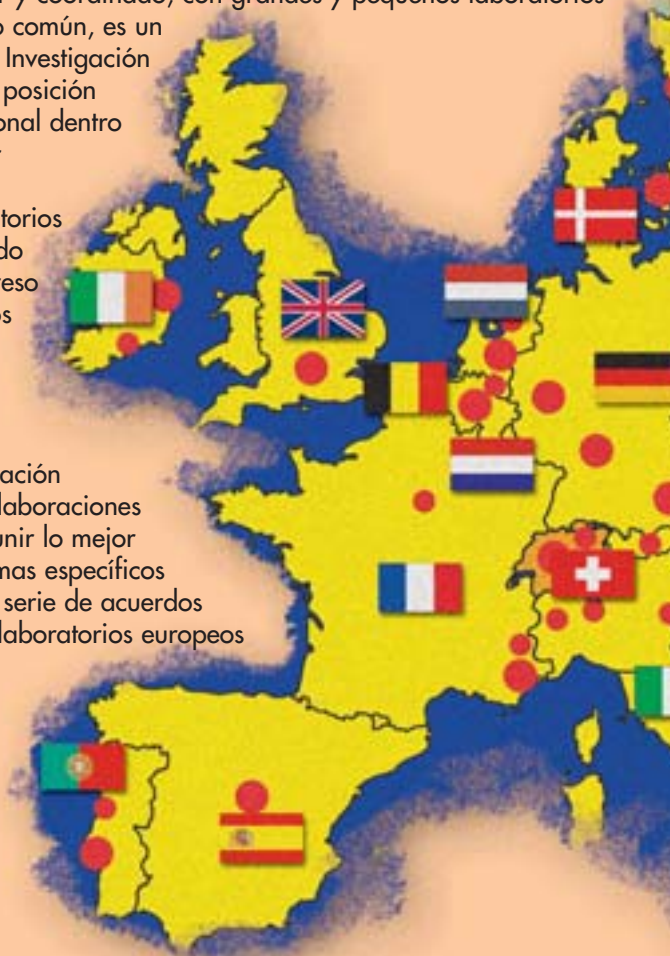 y coordinado, con grandes y pequeños laboratorios
común, es un
Investigación
posición
dentro
torios
do
eso
os
ación
laboraciones
unir lo mejor
mas específicos
serie de acuerdos
laboratorios europeos